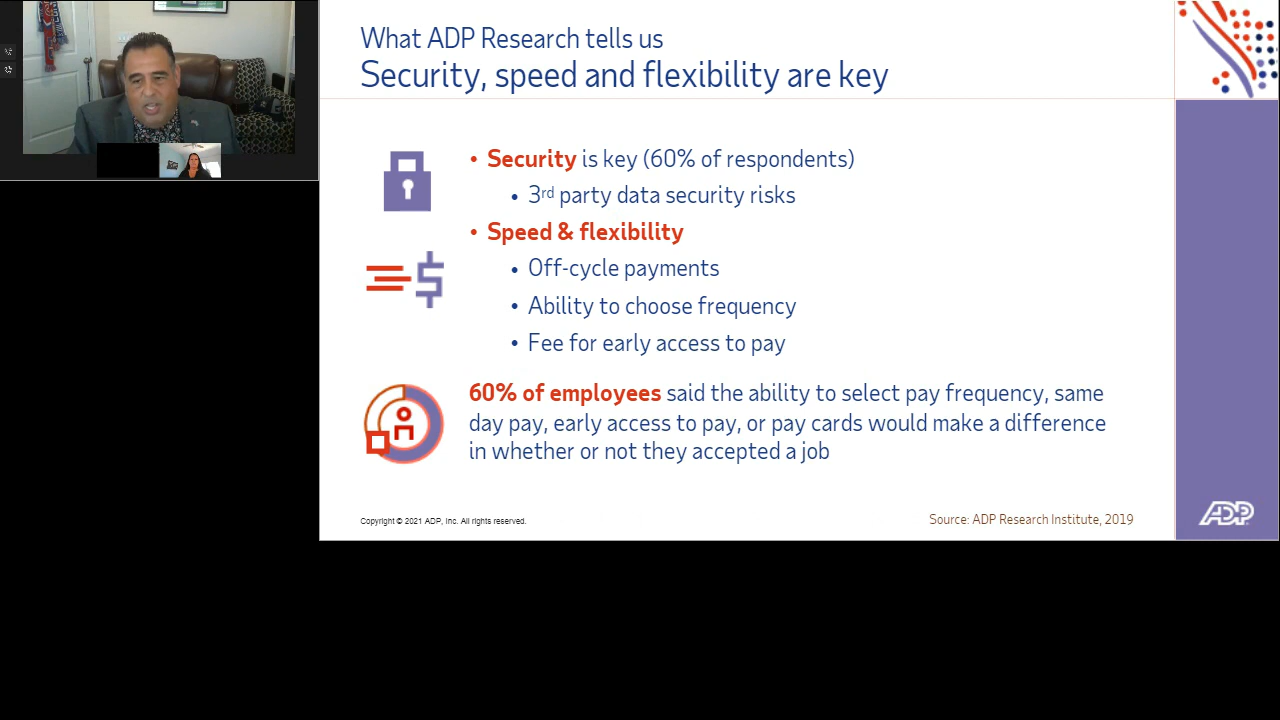 What ADP Research tells us
Security, speed and flexibility are key
• Security is key (60% of respondents)
• 3rd party data security risks
• Speed & flexibility
• Off-cycle payments
• Ability to choose frequency
• Fee for early access to pay
60% of employees said the ability to select pay frequency, same
day pay, early access to pay, or pay cards would make a difference
in whether or not they accepted a job
Copyright © 2021 ADP, Inc. All rights reserved.
Source: ADP Research Institute, 2019
ADP